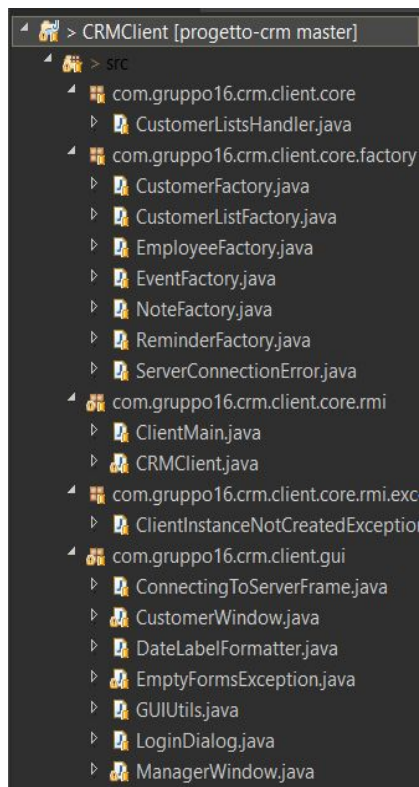 > CRMClient [progetto-crm master]
> src
com.gruppo16.crm.client.core
CustomerListsHandler.java
com.gruppo16.crm.client.core.factory
CustomerFactory.java
CustomerListFactory.java
EmployeeFactory.java
EventFactory.java
NoteFactory.java
ReminderFactory.java
ServerConnectionError.java
com.gruppo16.crm.client.core.rmi
ClientMain.java
CRMClient.java
com.gruppo16.crm.client.core.rmi.exc
ClientInstanceNotCreatedException
com.gruppo16.crm.client.gui
ConnectingToServerFrame.java
CustomerWindow.java
DateLabelFormatter.java
EmptyFormsException.java
GUIUtils.java
LoginDialog.java
ManagerWindow.java